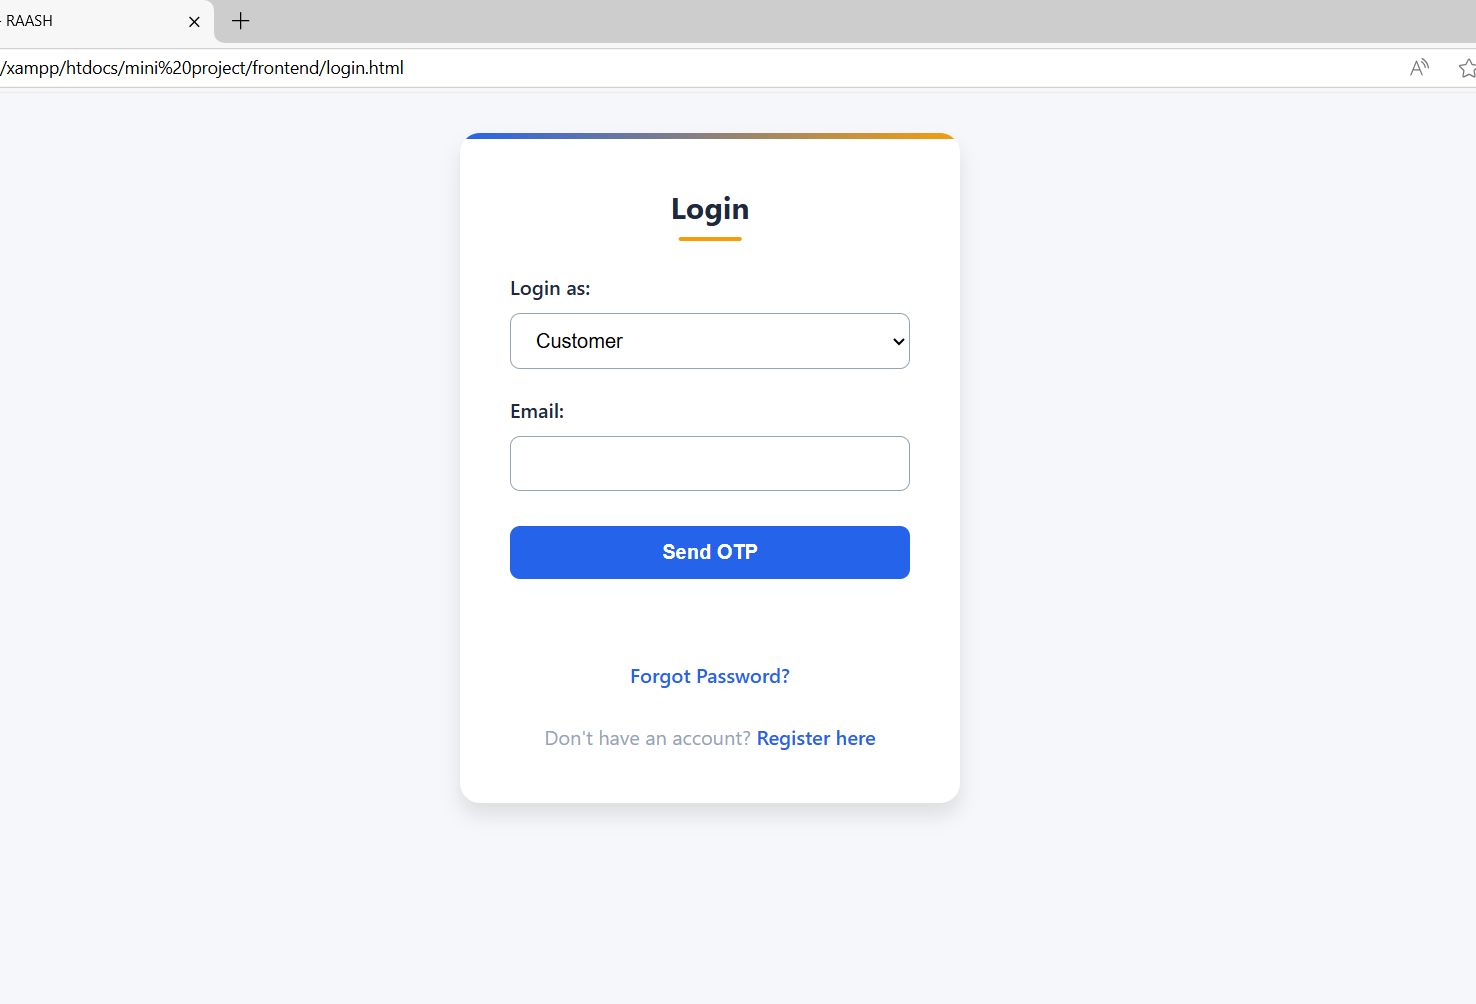 - RAASH
/xampp/htdocs/mini%20project/frontend/login.html
Login
Login as:
Customer
Email:
Send OTP
Forgot Password?
Don't have an account? Register here